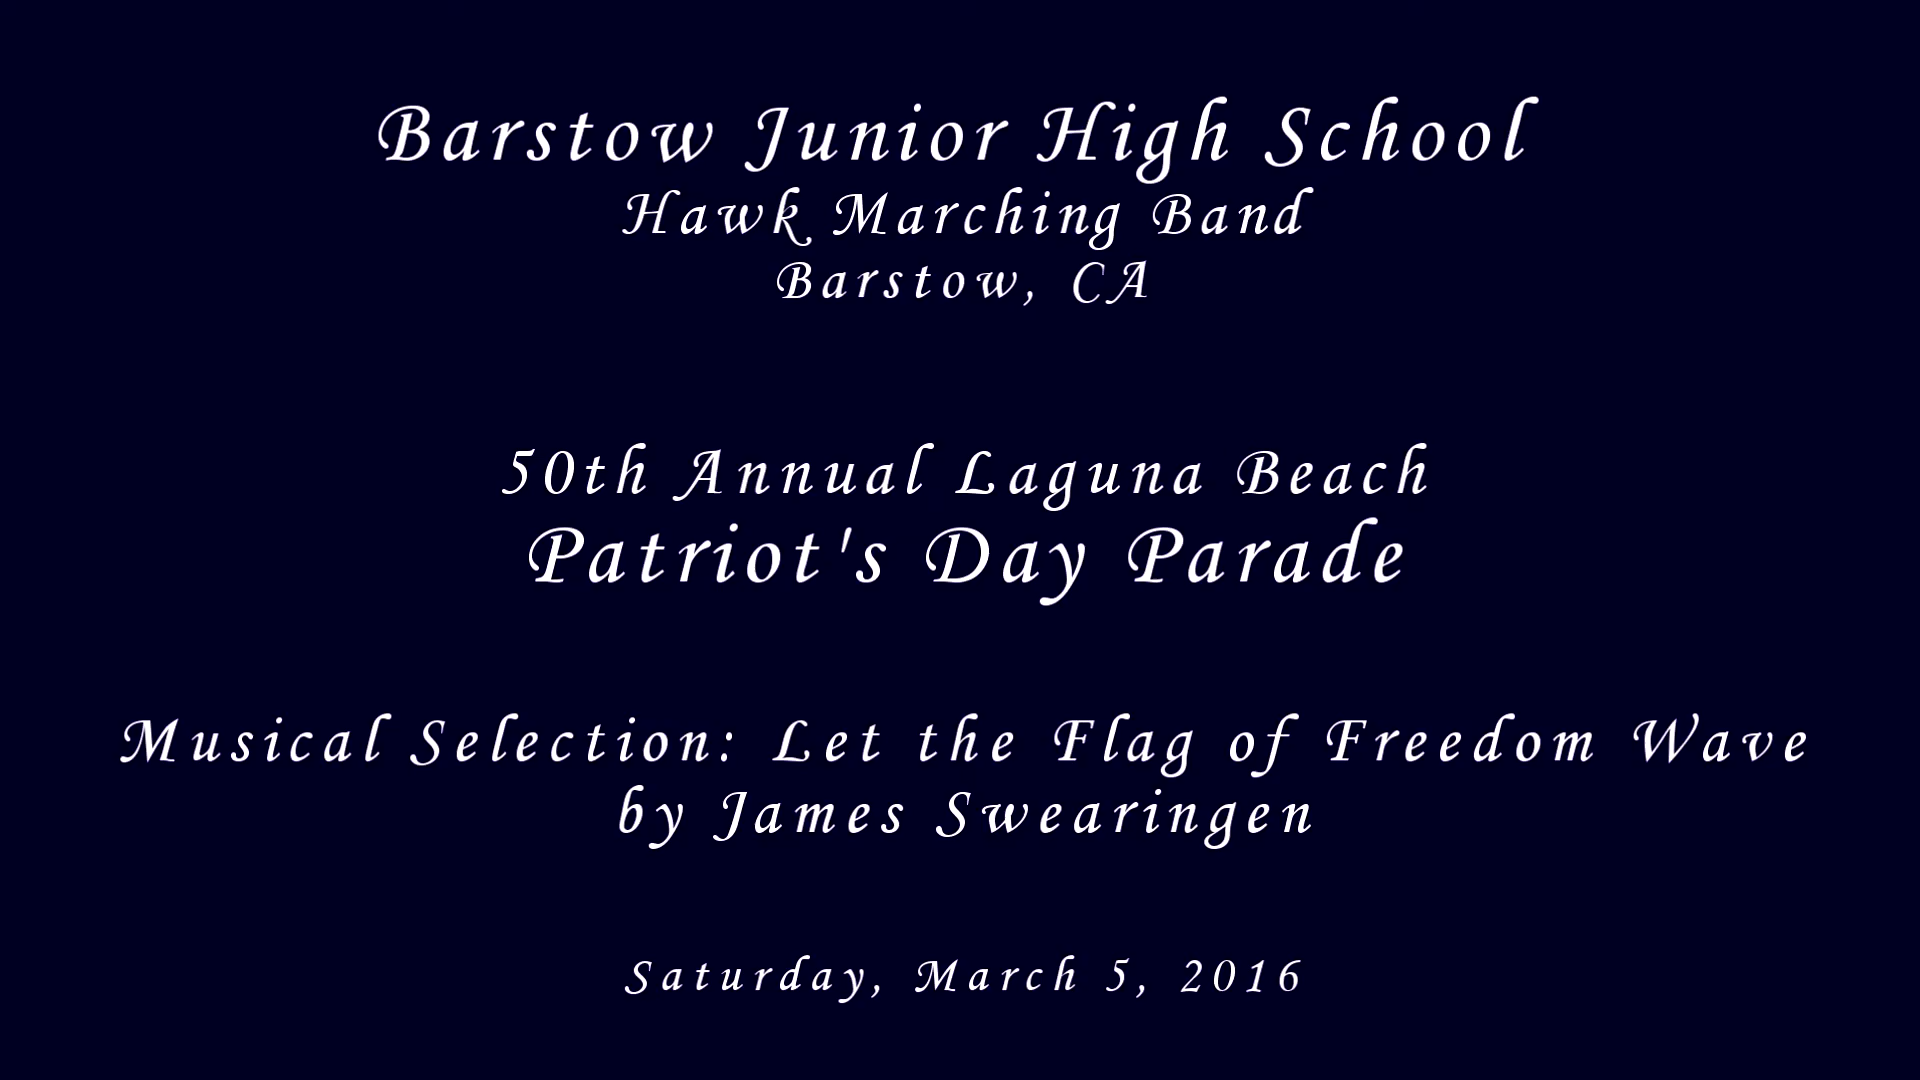 Barstow Junior High School
Hawk Marching Band
Barstow, CA
50th Annual Laguna Beach
Patriot's Day Parade
Musical Selection: Let the Flag of Freedom Wave
by James Swearingen
Saturday, March 5, 2016